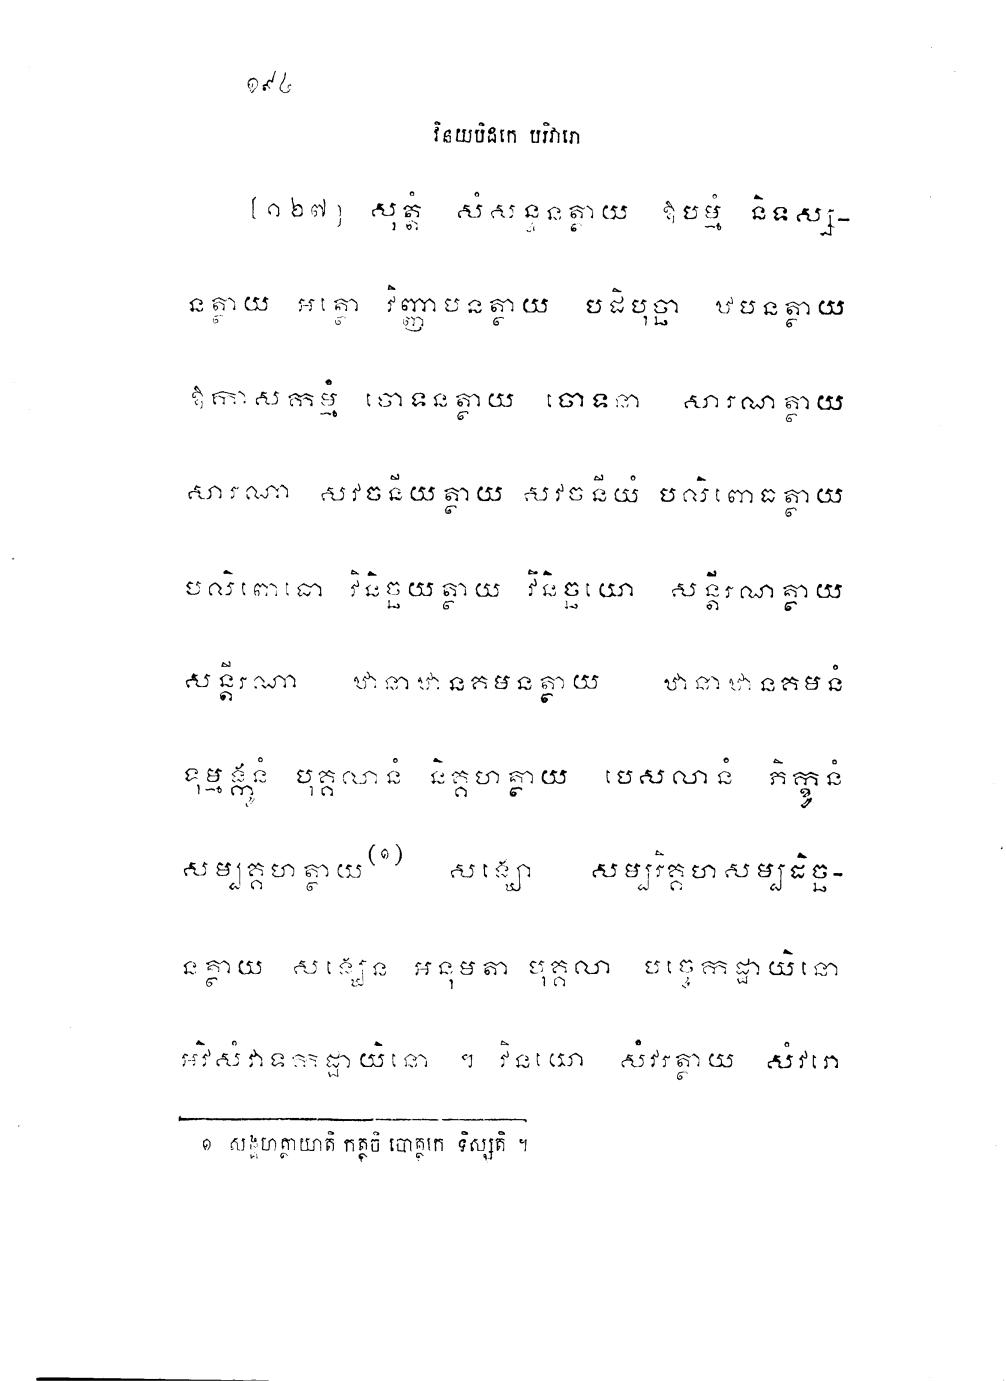 ១៩៤
វិនយបិដកេ បរិវារោ
[១២៧] សុត្តំ សំសន្ទនត្ថាយ ឱបម្មំ និទស្ស-
នត្ថាយ អត្ថោ វិញ្ញាបនត្ថាយ បដិបុច្ឆា ឋបនត្ថាយ
ឱកាសកម្មំ ចោទនត្ថាយ ចោទនា សារណត្ថាយ
សារណា សវចនីយត្ថាយ សវចនីយំ បលិពោធត្ថាយ
បលិពោធោ វិនិច្ឆយត្ថាយ វិនិច្ឆយោ សន្តីរណត្ថាយ
សន្តីរណា ឋានាឋានគមនត្ថាយ ឋានាឋានគមនំ
ទុម្មង្កូនំ បុគ្គលានំ និគ្គហត្ថាយ បេសលានំ ភិក្ខូនំ
សម្បគ្គហត្ថាយ(១) សង្ឃោ សម្បរិគ្គហសម្បដិច្ឆ-
នត្ថាយ សង្ឃេន អនុមតា បុគ្គលា បច្ចេកដ្ឋាយិនោ
អវិសំវាទកដ្ឋាយិនោ ។ វិនយោ សំវរត្ថាយ សំវរោ
១ សង្គហត្ថាយាតិ កត្ថចិ បោត្ថកេ ទិស្សតិ ។